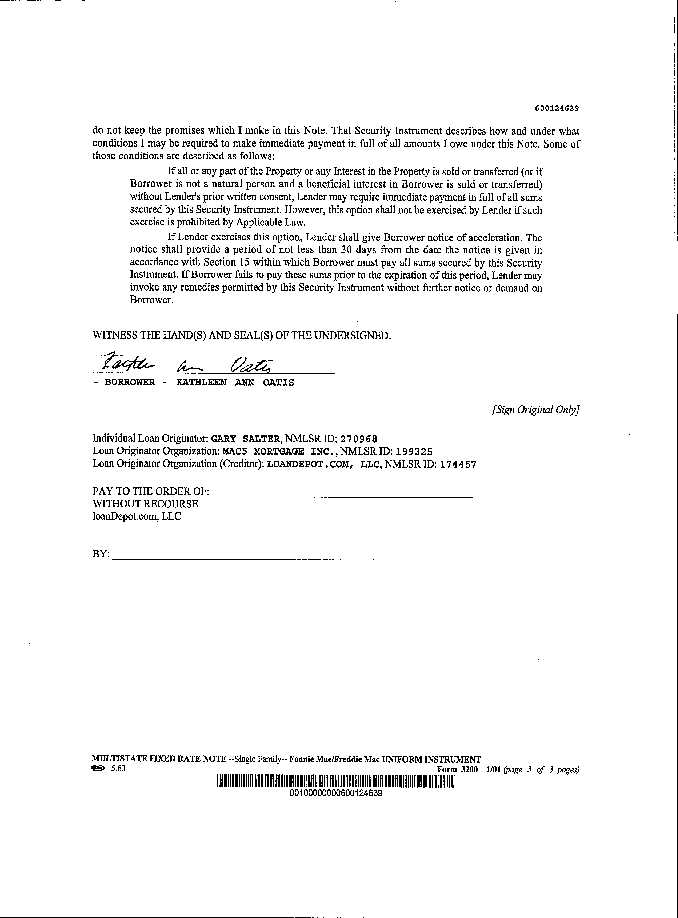 600124639
do not keep the promises which I make in this Note. That Security Instrument describes how and under what
conditions I may be required to make immediate payment in full of all amounts I owe under this Note. Some of
those conditions are described as follows:
If all or any part of the Property or any Interest in the Property is sold or transferred (or if
Borrower is not a natural person and a beneficial interest in Borrower is sold or transferred)
without Lender's prior written consent, Lender may require immediate payment in full of all sums
secured by this Security Instrument. However, this option shall not be exercised by Lender if such
exercise is prohibited by Applicable Law.
If Lender exercises this option, Lender shall give Borrower notice of acceleration. The
notice shall provide a period of not less than 30 days from the date the notice is given in
accordance with Section 15 within which Borrower must pay all sums secured by this Security
Instrument. If Borrower fails to pay these sums prior to the expiration of this period, Lender may
invoke any remedies permitted by this Security Instrument without further notice or demand on
Borrower.
WITNESS THE HAND(S) AND SEAL(S) OF THE UNDERSIGNED.
Ann Oatis
- BORROWER - KATHLEEN ANN OATIS
[Sign Original Only]
Individual Loan Originator: GARY SALTER, NMLSR ID: 270968
Loan Originator Organization: MAC5 MORTGAGE INC., NMLSR ID: 199325
Loan Originator Organization (Creditor): LOANDEPOT.COM, LLC, NMLSR ID: 174457
PAY TO THE ORDER OF:
WITHOUT RECOURSE
loanDepot.com, LLC
BY:
MULTISTATE FIXED RATE NOTE --Single Family-- Fannie Mae/Freddie Mac UNIFORM INSTRUMENT
5.61 Form 3200 1/01 (page 3 of 3 pages)
0010000000600124639